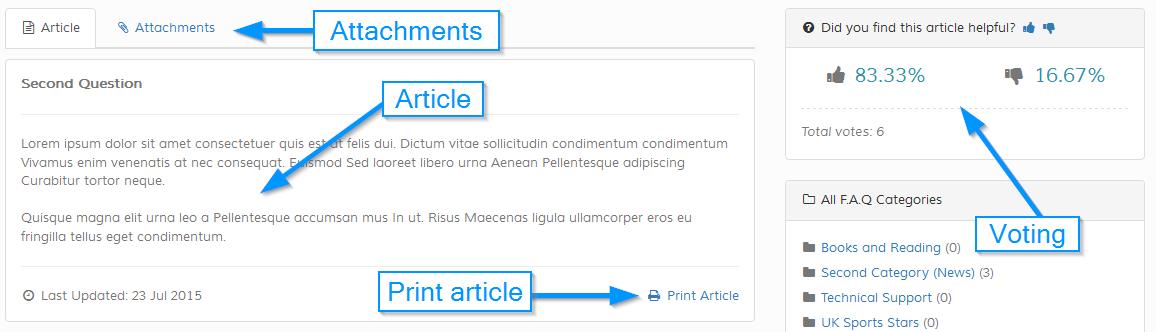 Article
Attachments
Attachments
Second Question
Article
Lorem ipsum dolor sit amet consectetuer quis est at felis dui. Dictum vitae sollicitudin condimentum condimentum
Vivamus enim venenatis at nec consequat. Euismod Sed laoreet libero urna Aenean Pellentesque adipiscing
Curabitur tortor neque.
Quisque magna elit urna leo a Pellentesque accumsan mus In ut. Risus Maecenas ligula ullamcorper eros eu
fringilla tellus eget condimentum.
Last Updated: 23 Jul 2015
Print article
Print Article
Did you find this article helpful?
83.33%
16.67%
Total votes: 6
Voting
All F.A.Q Categories
Books and Reading (0)
Second Category (News) (3)
Technical Support (0)
UK Sports Stars (0)